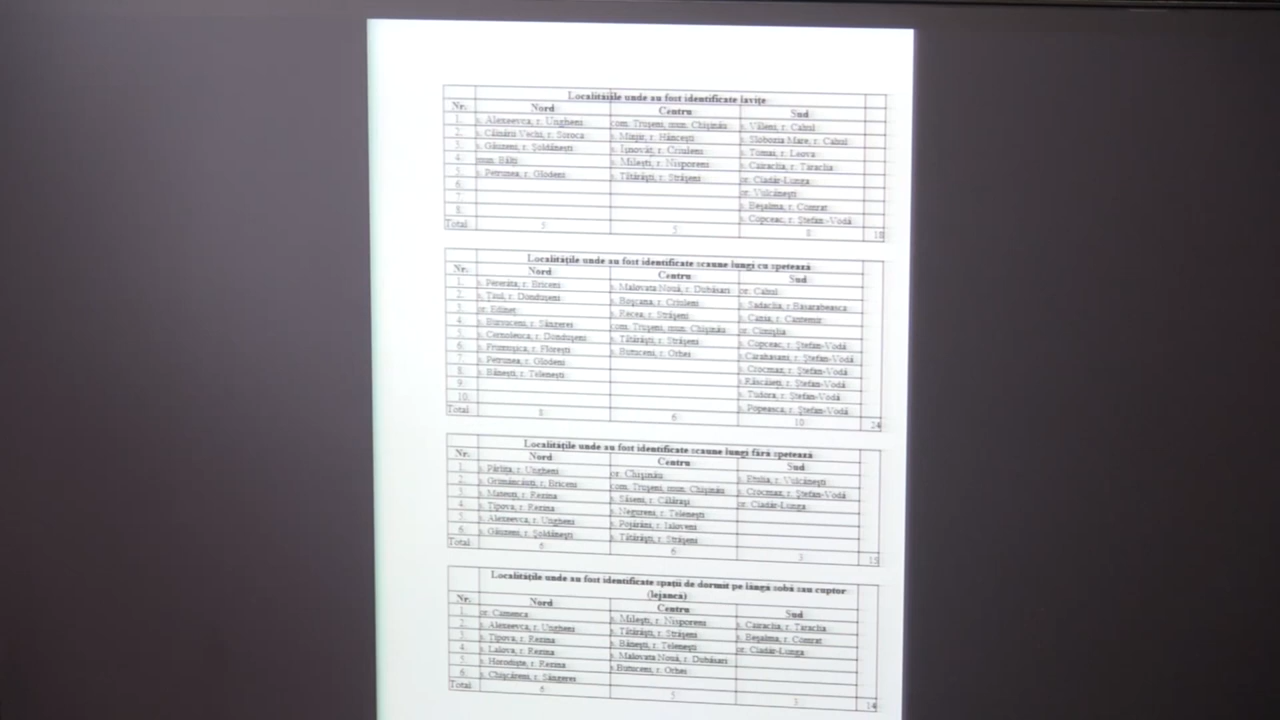 Localitățile unde au fost identificate lavițe
Nr. Nord Centru Sud
1. s. Alexeevca, r. Ungheni com. Trușeni, mun. Chișinău s. Văleni, r. Cahul
2. s. Căinării Vechi, r. Soroca s. Minjir, r. Hâncești s. Slobozia Mare, r. Cahul
3. s. Găuzeni, r. Șoldănești s. Ișnovăț, r. Criuleni s. Tomai, r. Leova
4. mun. Bălți s. Milești, r. Nisporeni s. Cairaclia, r. Taraclia
5. s. Petrunea, r. Glodeni s. Tătărăști, r. Strășeni or. Ciadâr-Lunga
6. or. Vulcănești
7. s. Beșalma, r. Comrat
8. s. Copceac, r. Ștefan-Vodă
Total 5 5 8 18
Localitățile unde au fost identificate scaune lungi cu spetează
Nr. Nord Centru Sud
1. s. Pererâta, r. Briceni s. Malovata Nouă, r. Dubăsari or. Cahul
2. s. Țaul, r. Dondușeni s. Boșcana, r. Criuleni s. Sadaclia, r Basarabeasca
3. or. Edineț s. Recea, r. Strășeni s. Cania, r. Cantemir
4. s. Bursuceni, r. Sângerei com. Trușeni, mun. Chișinău or. Cimișlia
5. s. Cernoleuca, r. Dondușeni s. Tătărăști, r. Strășeni s. Copceac, r. Ștefan-Vodă
6. s. Frumușica, r. Florești s. Butuceni, r. Orhei s.Carahasani, r. Ștefan-Vodă
7. s. Petrunea, r. Glodeni s. Crocmaz, r. Ștefan-Vodă
8. s. Bănești, r. Telenești s.Răscăieți, r. Ștefan-Vodă
9. s. Tudora, r. Ștefan-Vodă
10. s. Popeasca, r. Ștefan-Vodă
Total 8 6 10 24
Localitățile unde au fost identificate scaune lungi fără spetează
Nr. Nord Centru Sud
1. s. Pârlița, r. Ungheni or. Chișinău s. Etulia, r. Vulcănești
2. s. Grimăncăuți, r. Briceni com. Trușeni, mun. Chișinău s. Crocmaz, r. Ștefan-Vodă
3. s. Mateuți, r. Rezina s. Săseni, r. Călărași or. Ciadâr-Lunga
4. s. Țipova, r. Rezina s. Negureni, r. Telenești
5. s. Alexeevca, r. Ungheni s. Pojăreni, r. Ialoveni
6. s. Găuzeni, r. Șoldănești s. Tătărăști, r. Strășeni
Total 6 6 3 15
Localitățile unde au fost identificate spații de dormit pe lângă sobă sau cuptor
(lejancă)
Nr. Nord Centru Sud
1. or. Camenca s. Milești, r. Nisporeni s. Cairaclia, r. Taraclia
2. s. Alexeevca, r. Ungheni s. Tătărăști, r. Strășeni s. Beșalma, r. Comrat
3. s. Țipova, r. Rezina s. Bănești, r. Telenești or. Ciadâr-Lunga
4. s. Lalova, r. Rezina s. Malovata Nouă, r. Dubăsari
5. s. Horodiște, r. Rezina s.Butuceni, r. Orhei
6. s. Chișcăreni, r. Sângerei
Total 6 5 3 14